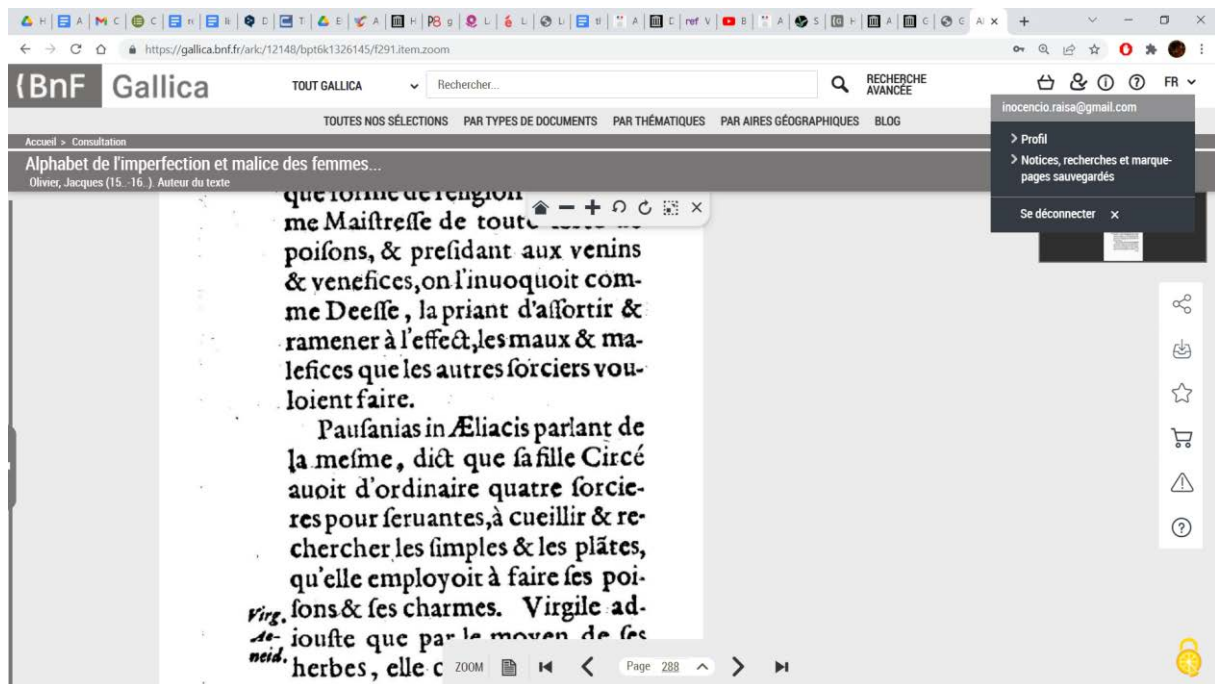 https://gallica.bnf.fr/ark:/12148/bpt6k1326145/f291.item.zoom
{BnF Gallica
TOUT GALLICA
Rechercher...
RECHERCHE
AVANCÉE
FR
TOUTES NOS SÉLECTIONS PAR TYPES DE DOCUMENTS PAR THÉMATIQUES PAR AIRES GÉOGRAPHIQUES BLOG
inocencio.raisa@gmail.com
> Profil
> Notices, recherches et marque-
pages sauvegardés
Se déconnecter x
Accueil > Consultation
Alphabet de l'imperfection et malice des femmes...
Olivier, Jacques (15..-16..). Auteur du texte
que forme de religion
me Maiſtreſſe de toute
poiſons, & preſidant aux venins
& venefices, on l'inuoquoit com-
me Deeſſe, la priant d'aſſortir &
ramener à l'effect, les maux & ma-
lefices que les autres ſorciers vou-
loient faire.
Pauſanias in Æliacis parlant de
la meſme, dict que ſa fille Circé
auoit d'ordinaire quatre ſorcie-
res pour ſeruantes, à cueillir & re-
chercher les ſimples & les plãtes,
qu'elle employoit à faire ſes poi-
Virg. ſons & ſes charmes. Virgile ad-
Ae- iouſte que par le moyen de ſes
neid. herbes, elle
ZOOM
Page 288